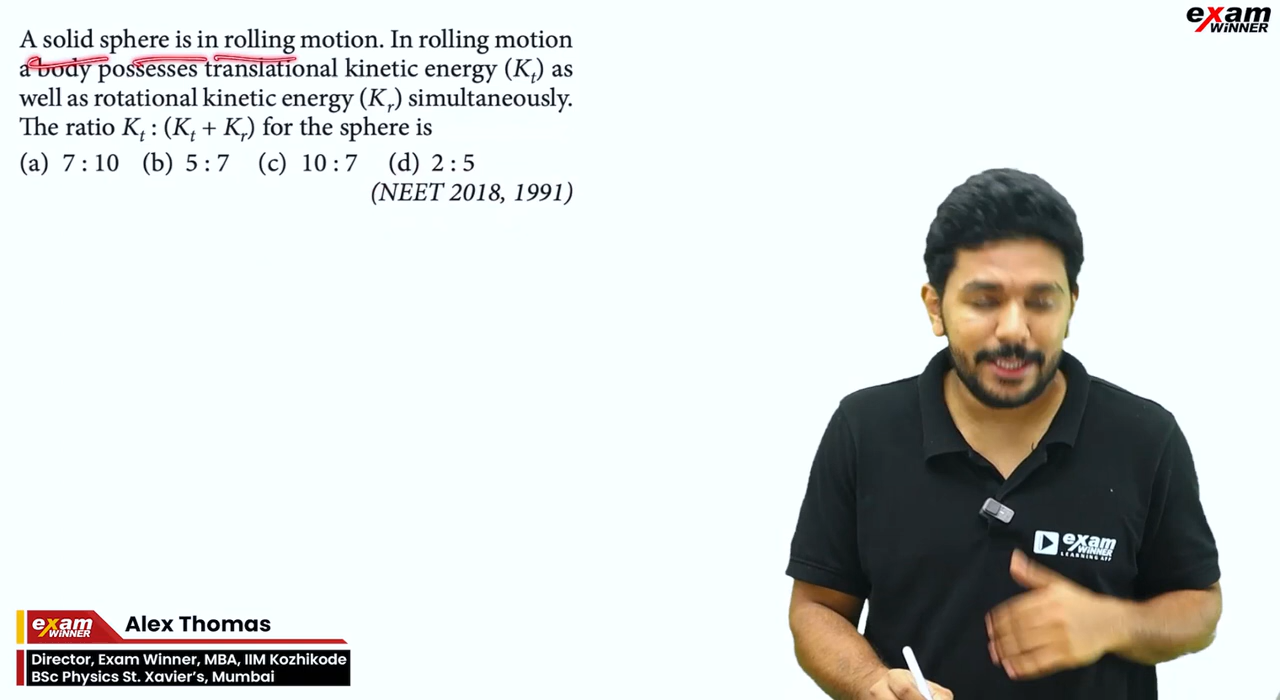 A solid sphere is in rolling motion. In rolling motion
a body possesses translational kinetic energy (Kt) as
well as rotational kinetic energy (Kr) simultaneously.
The ratio Kt : (Kt + Kr) for the sphere is
(a) 7 : 10 (b) 5 : 7 (c) 10 : 7 (d) 2 : 5
(NEET 2018, 1991)
exam
WINNER
exam
WINNER
LEARNING APP
exam
WINNER
Alex Thomas
Director, Exam Winner, MBA, IIM Kozhikode
BSc Physics St. Xavier's, Mumbai